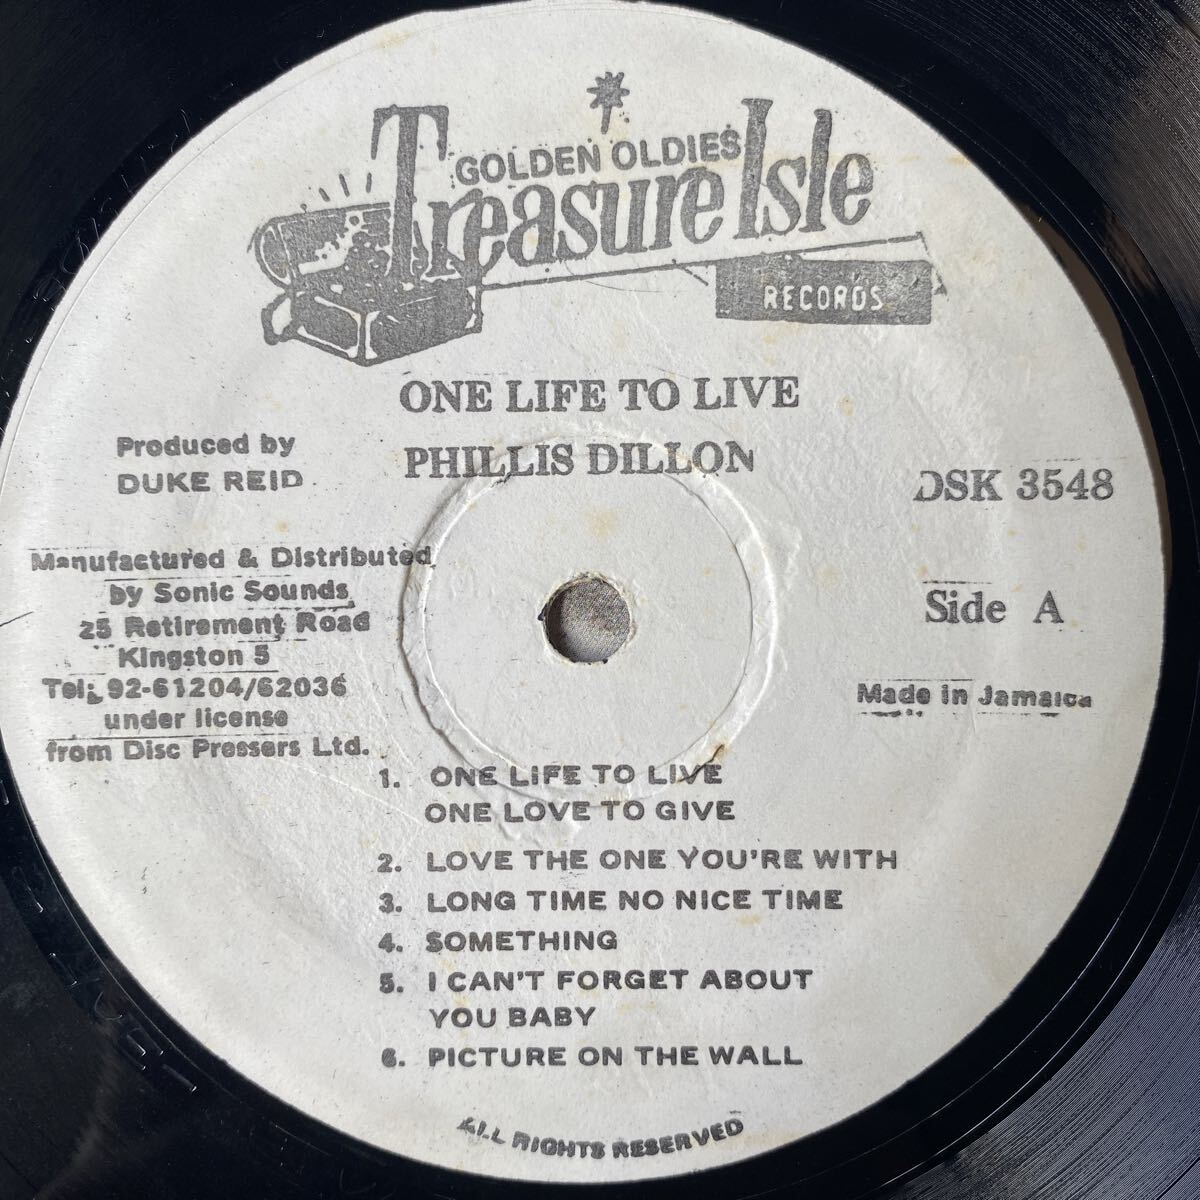 GOLDEN OLDIES
Treasure Isle
RECORDS
ONE LIFE TO LIVE
PHILLIS DILLON
Produced by
DUKE REID
DSK 3548
Manufactured & Distributed
by Sonic Sounds
25 Retirement Road
Kingston 5
Tel: 92-61204/62036
under license
from Disc Pressers Ltd.
Side A
Made in Jamaica
1. ONE LIFE TO LIVE
ONE LOVE TO GIVE
2. LOVE THE ONE YOU'RE WITH
3. LONG TIME NO NICE TIME
4. SOMETHING
5. I CAN'T FORGET ABOUT
YOU BABY
6. PICTURE ON THE WALL
ALL RIGHTS RESERVED